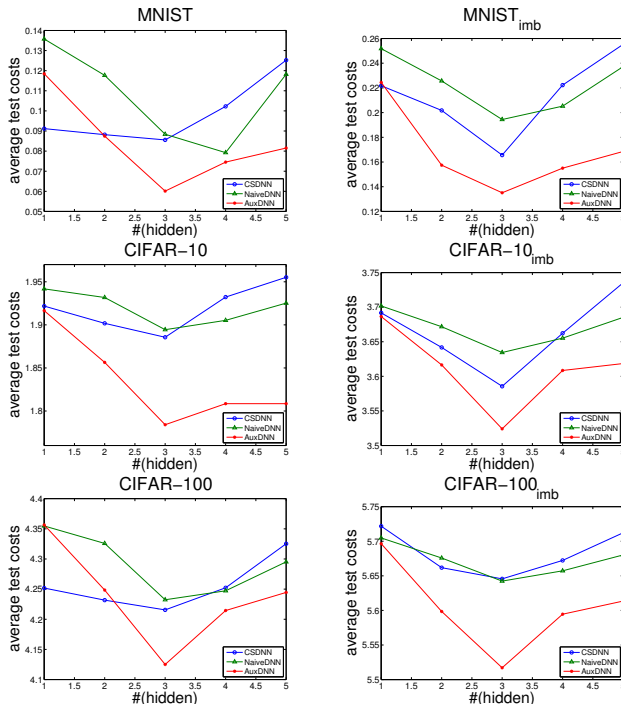 MNIST
0.14
0.13
0.12
0.11
0.1
0.09
0.08
0.07
0.06
0.05
average test costs
1 1.5 2 2.5 3 3.5 4 4.5 5
#(hidden)
CSDNN
NaiveDNN
AuxDNN
MNIST imb
0.26
0.24
0.22
0.2
0.18
0.16
0.14
0.12
average test costs
1 1.5 2 2.5 3 3.5 4 4.5
#(hidden)
CSDNN
NaiveDNN
AuxDNN
CIFAR-10
1.95
1.9
1.85
1.8
average test costs
1 1.5 2 2.5 3 3.5 4 4.5 5
#(hidden)
CSDNN
NaiveDNN
AuxDNN
CIFAR-10 imb
3.75
3.7
3.65
3.6
3.55
3.5
average test costs
1 1.5 2 2.5 3 3.5 4 4.5
#(hidden)
CSDNN
NaiveDNN
AuxDNN
CIFAR-100
4.4
4.35
4.3
4.25
4.2
4.15
4.1
average test costs
1 1.5 2 2.5 3 3.5 4 4.5 5
#(hidden)
CSDNN
NaiveDNN
AuxDNN
CIFAR-100 imb
5.75
5.7
5.65
5.6
5.55
5.5
average test costs
1 1.5 2 2.5 3 3.5 4 4.5
#(hidden)
CSDNN
NaiveDNN
AuxDNN